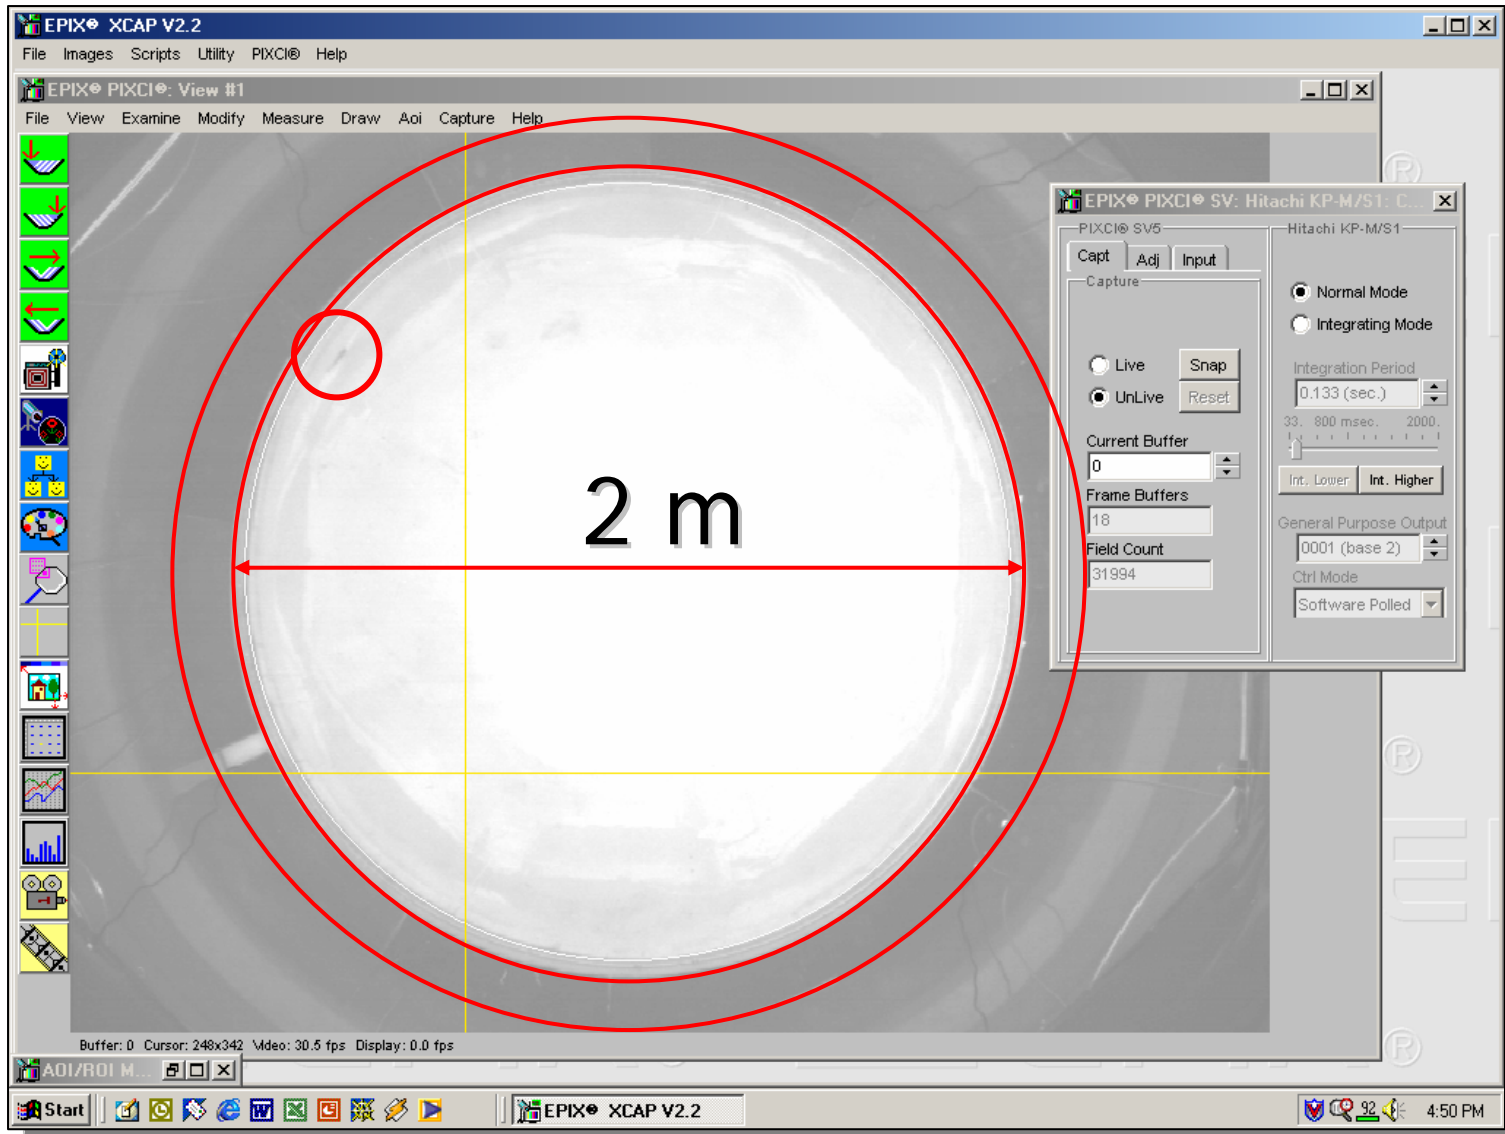 EPIX® XCAP V2.2
File Images Scripts Utility PIXCI® Help
EPIX® PIXCI®: View #1
File View Examine Modify Measure Draw Aoi Capture Help
EPIX® PIXCI® SV: Hitachi KP-M/S1: C...
PIXCI® SV5
Hitachi KP-M/S1
Capt Adj Input
Capture
Normal Mode
Integrating Mode
Live Snap
UnLive Reset
Integration Period
0.133 (sec.)
33. 800 msec. 2000.
Current Buffer
0
Int. Lower Int. Higher
Frame Buffers
18
General Purpose Output
0001 (base 2)
Field Count
31994
Ctrl Mode
Software Polled
2 m
Buffer: 0 Cursor: 248x342 Video: 30.5 fps Display: 0.0 fps
AOI/ROI M...
Start
EPIX® XCAP V2.2
92
4:50 PM